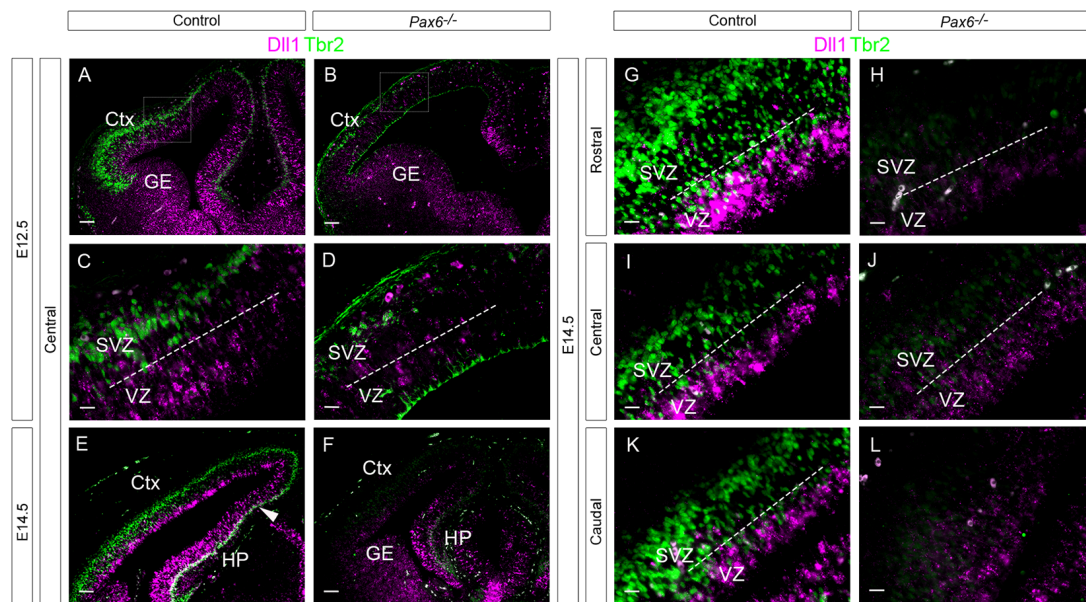 Control
Pax6-/-
Control
Pax6-/-
Dll1 Tbr2
Dll1 Tbr2
E12.5
E14.5
Central
E14.5
Rostral
Central
Caudal
A
Ctx
GE
B
Ctx
GE
C
SVZ
VZ
D
SVZ
VZ
E
Ctx
HP
F
Ctx
GE
HP
G
SVZ
VZ
H
SVZ
VZ
I
SVZ
VZ
J
SVZ
VZ
K
SVZ
VZ
L